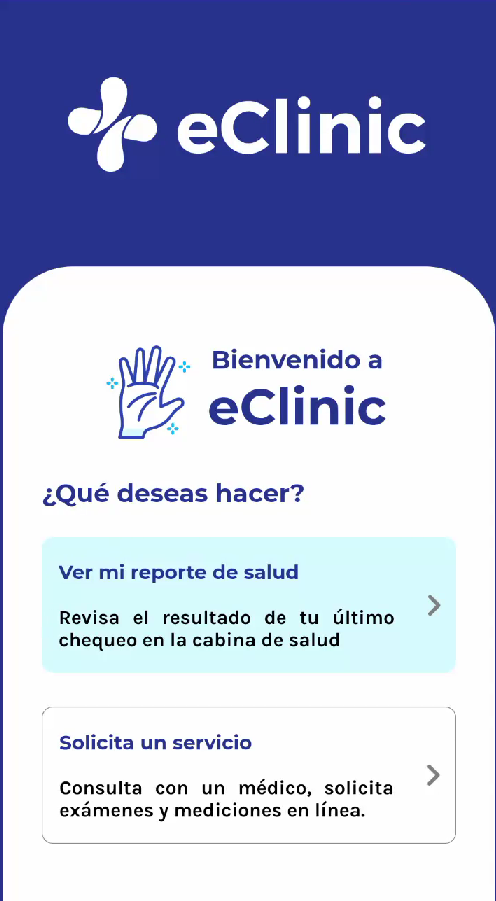 eClinic
Bienvenido a
eClinic
¿Qué deseas hacer?
Ver mi reporte de salud
Revisa el resultado de tu último
chequeo en la cabina de salud
Solicita un servicio
Consulta con un médico, solicita
exámenes y mediciones en línea.